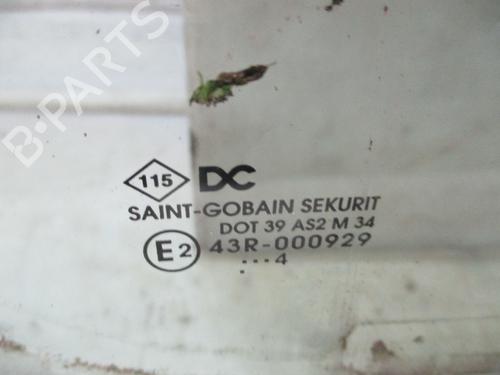 B-PARTS
115 DC
SAINT-GOBAIN SEKURIT
DOT 39 AS2 M 34
E2 43R-000929
...4